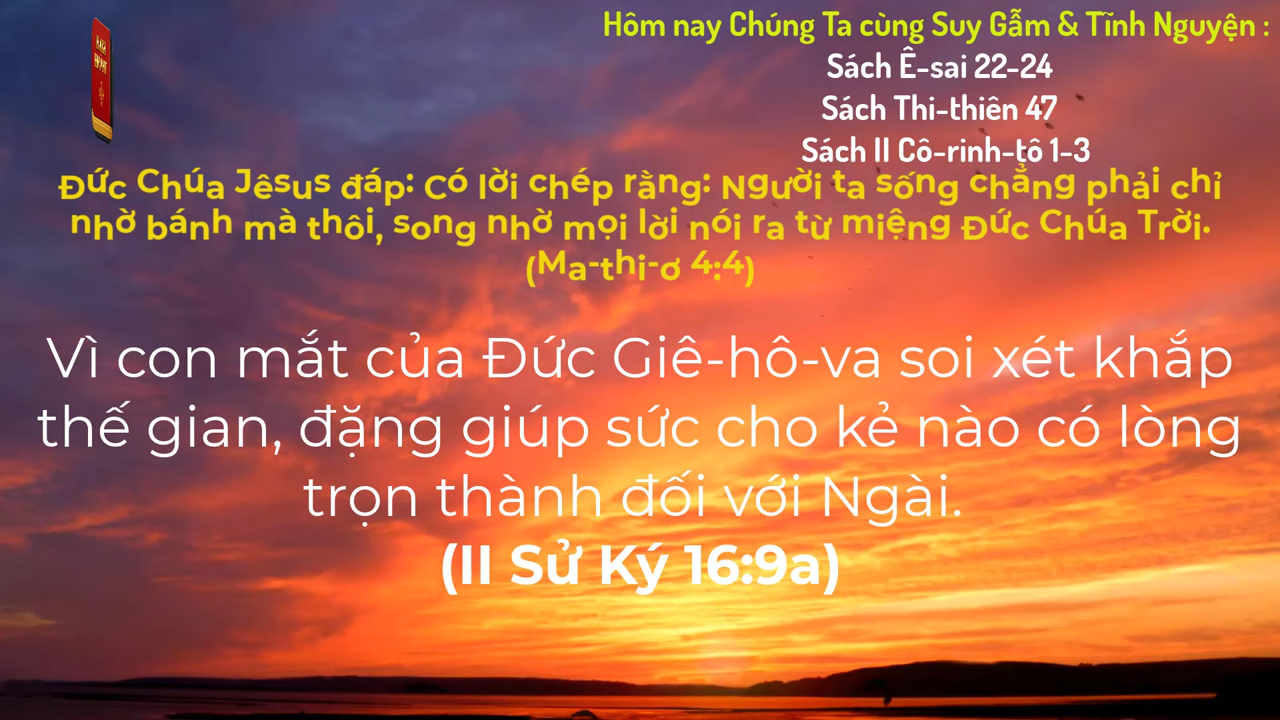 Hôm nay Chúng Ta cùng Suy Gẫm & Tĩnh Nguyện :
Sách Ê-sai 22-24
Sách Thi-thiên 47
Sách II Cô-rinh-tô 1-3
Đức Chúa Jêsus đáp: Có lời chép rằng: Người ta sống chẳng phải chỉ
nhờ bánh mà thôi, song nhờ mọi lời nói ra từ miệng Đức Chúa Trời.
(Ma-thi-ơ 4:4)
Vì con mắt của Đức Giê-hô-va soi xét khắp
thế gian, đặng giúp sức cho kẻ nào có lòng
trọn thành đối với Ngài.
(II Sử Ký 16:9a)